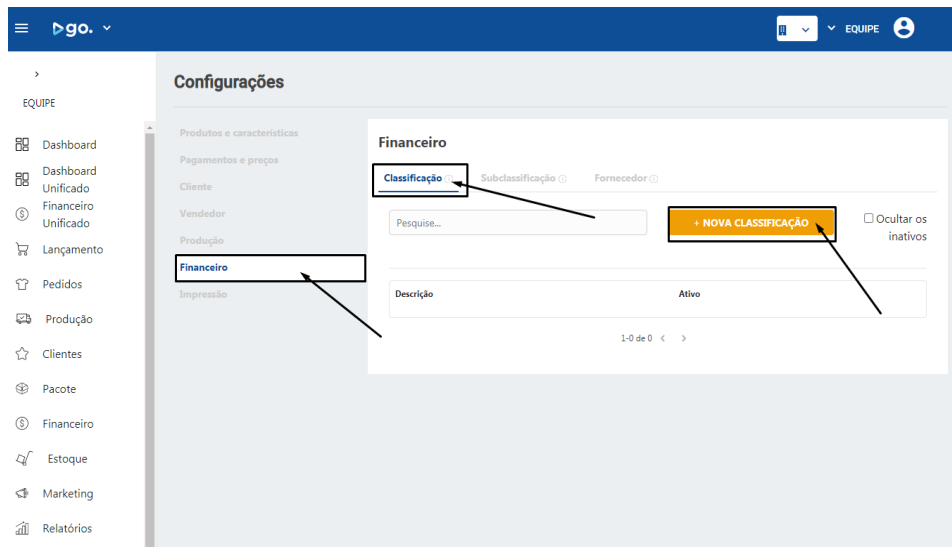 go.
EQUIPE
EQUIPE
Configurações
Dashboard
Dashboard
Unificado
Financeiro
Unificado
Lançamento
Pedidos
Produção
Clientes
Pacote
Financeiro
Estoque
Marketing
Relatórios
Produtos e características
Pagamentos e preços
Cliente
Vendedor
Produção
Financeiro
Impressão
Financeiro
Classificação Subclassificação Fornecedor
Pesquise...
+ NOVA CLASSIFICAÇÃO
Ocultar os
inativos
Descrição Ativo
1-0 de 0